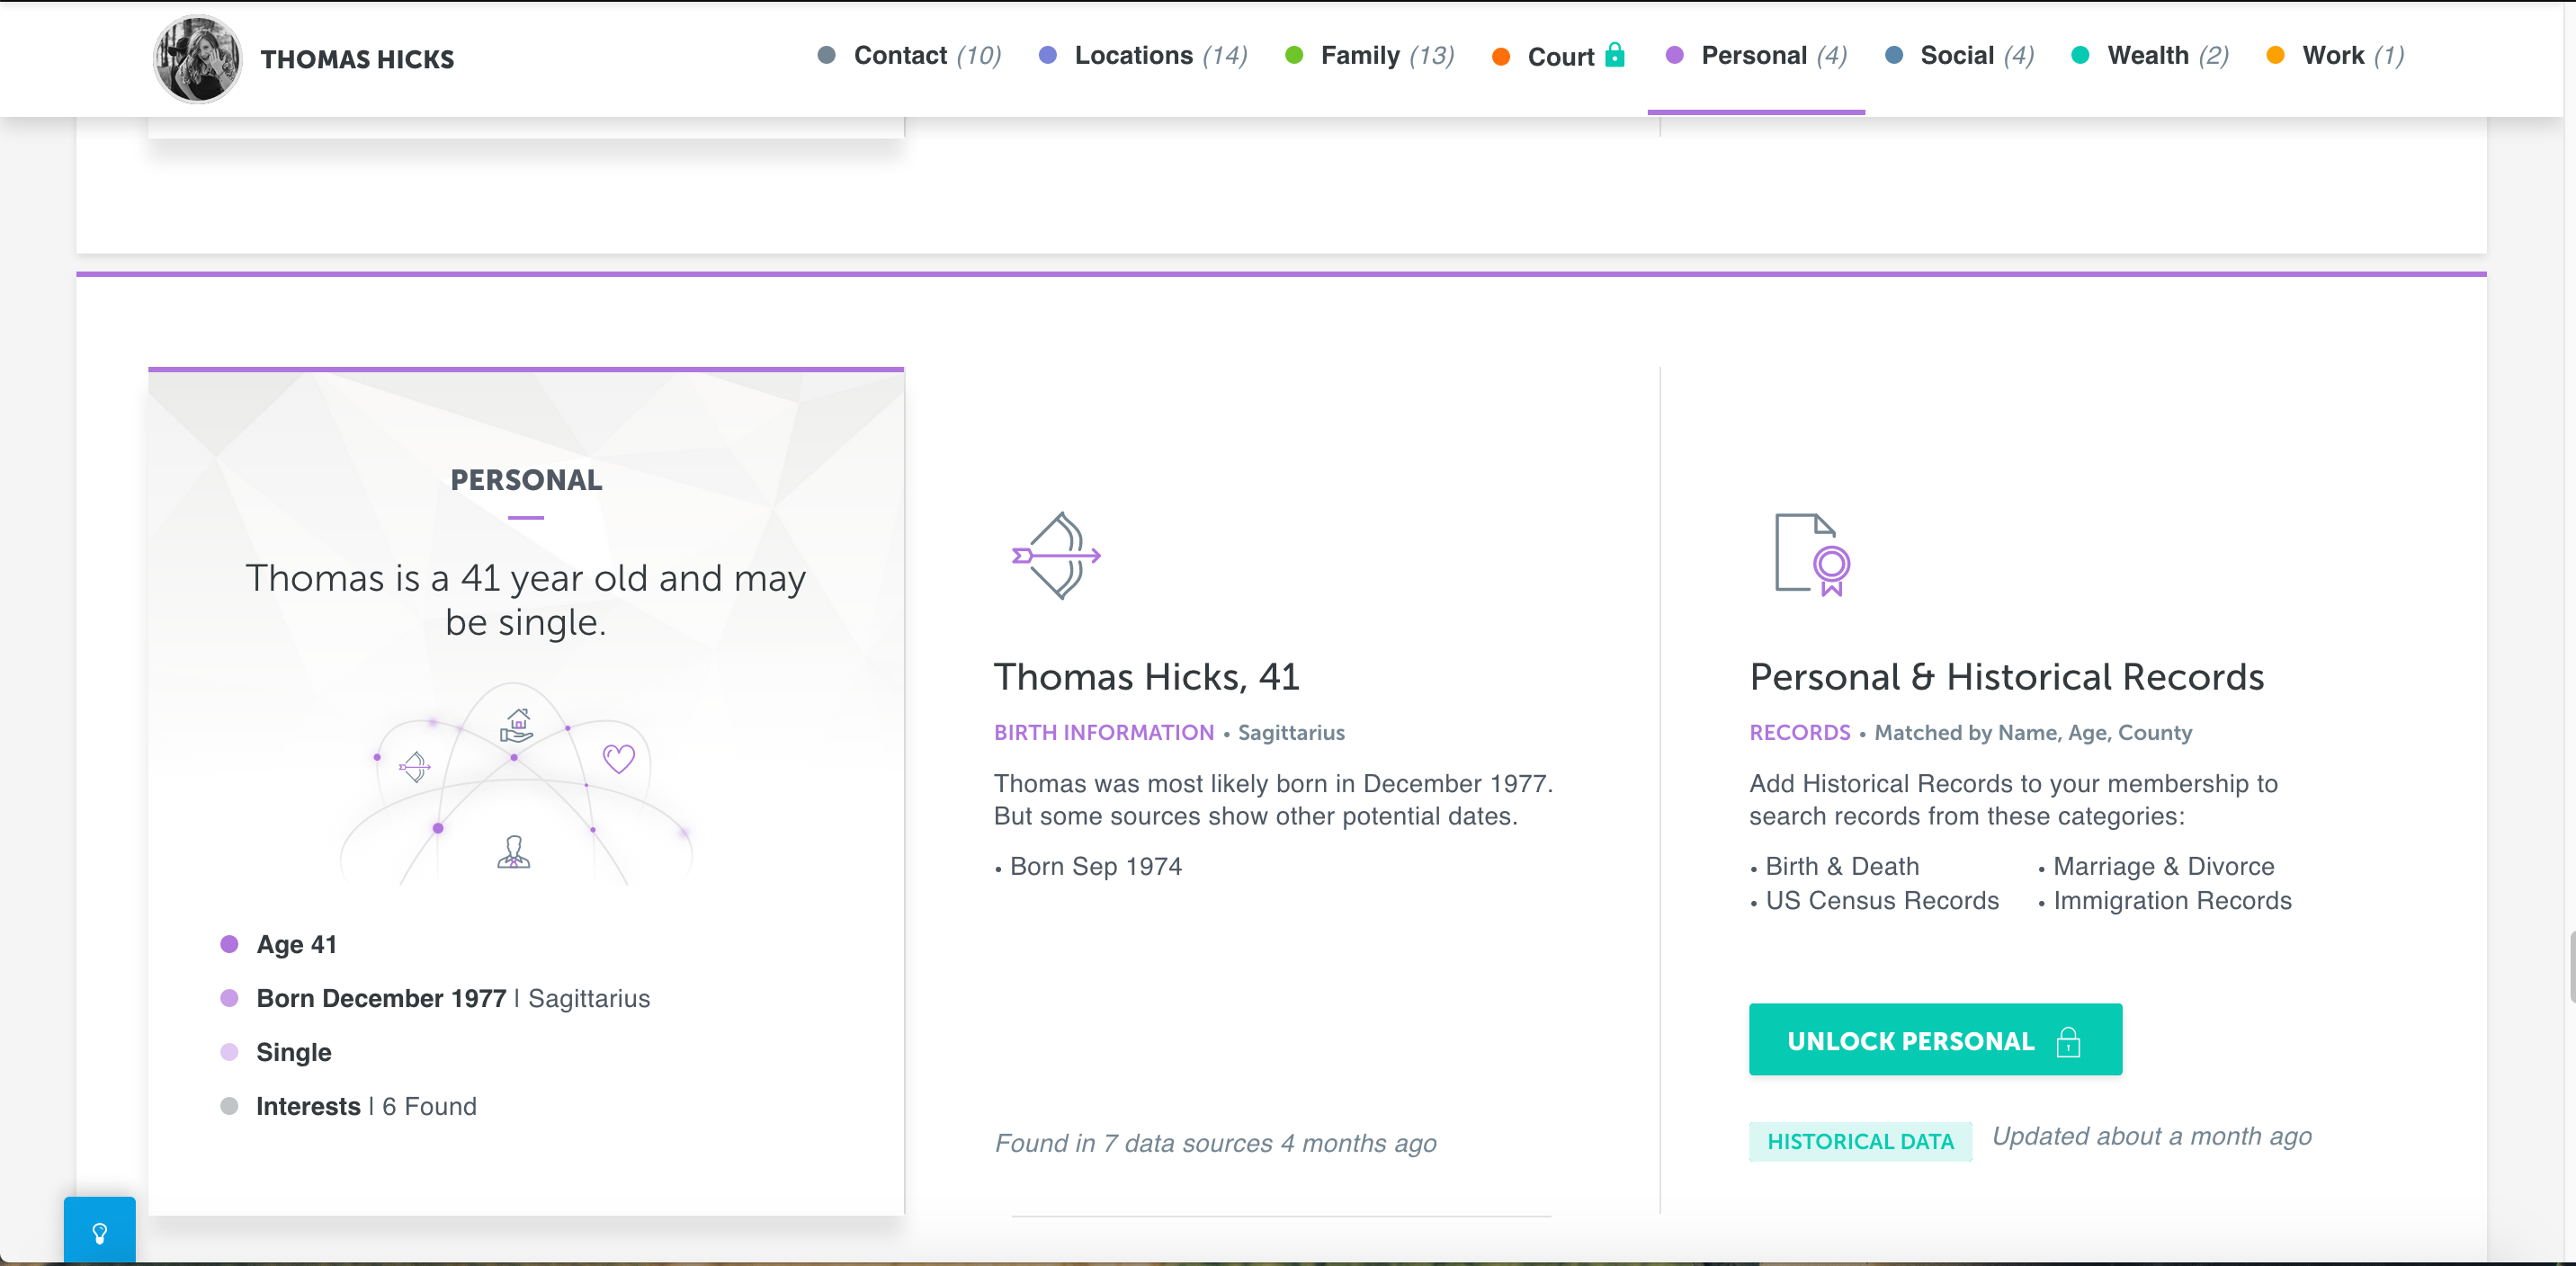 THOMAS HICKS
Contact (10)
Locations (14)
Family (13)
Court
Personal (4)
Social (4)
Wealth (2)
Work (1)
PERSONAL
Thomas is a 41 year old and may
be single.
• Age 41
• Born December 1977 | Sagittarius
• Single
• Interests | 6 Found
Thomas Hicks, 41
BIRTH INFORMATION • Sagittarius
Thomas was most likely born in December 1977.
But some sources show other potential dates.
• Born Sep 1974
Found in 7 data sources 4 months ago
Personal & Historical Records
RECORDS • Matched by Name, Age, County
Add Historical Records to your membership to
search records from these categories:
• Birth & Death
• Marriage & Divorce
• US Census Records
• Immigration Records
UNLOCK PERSONAL
HISTORICAL DATA Updated about a month ago